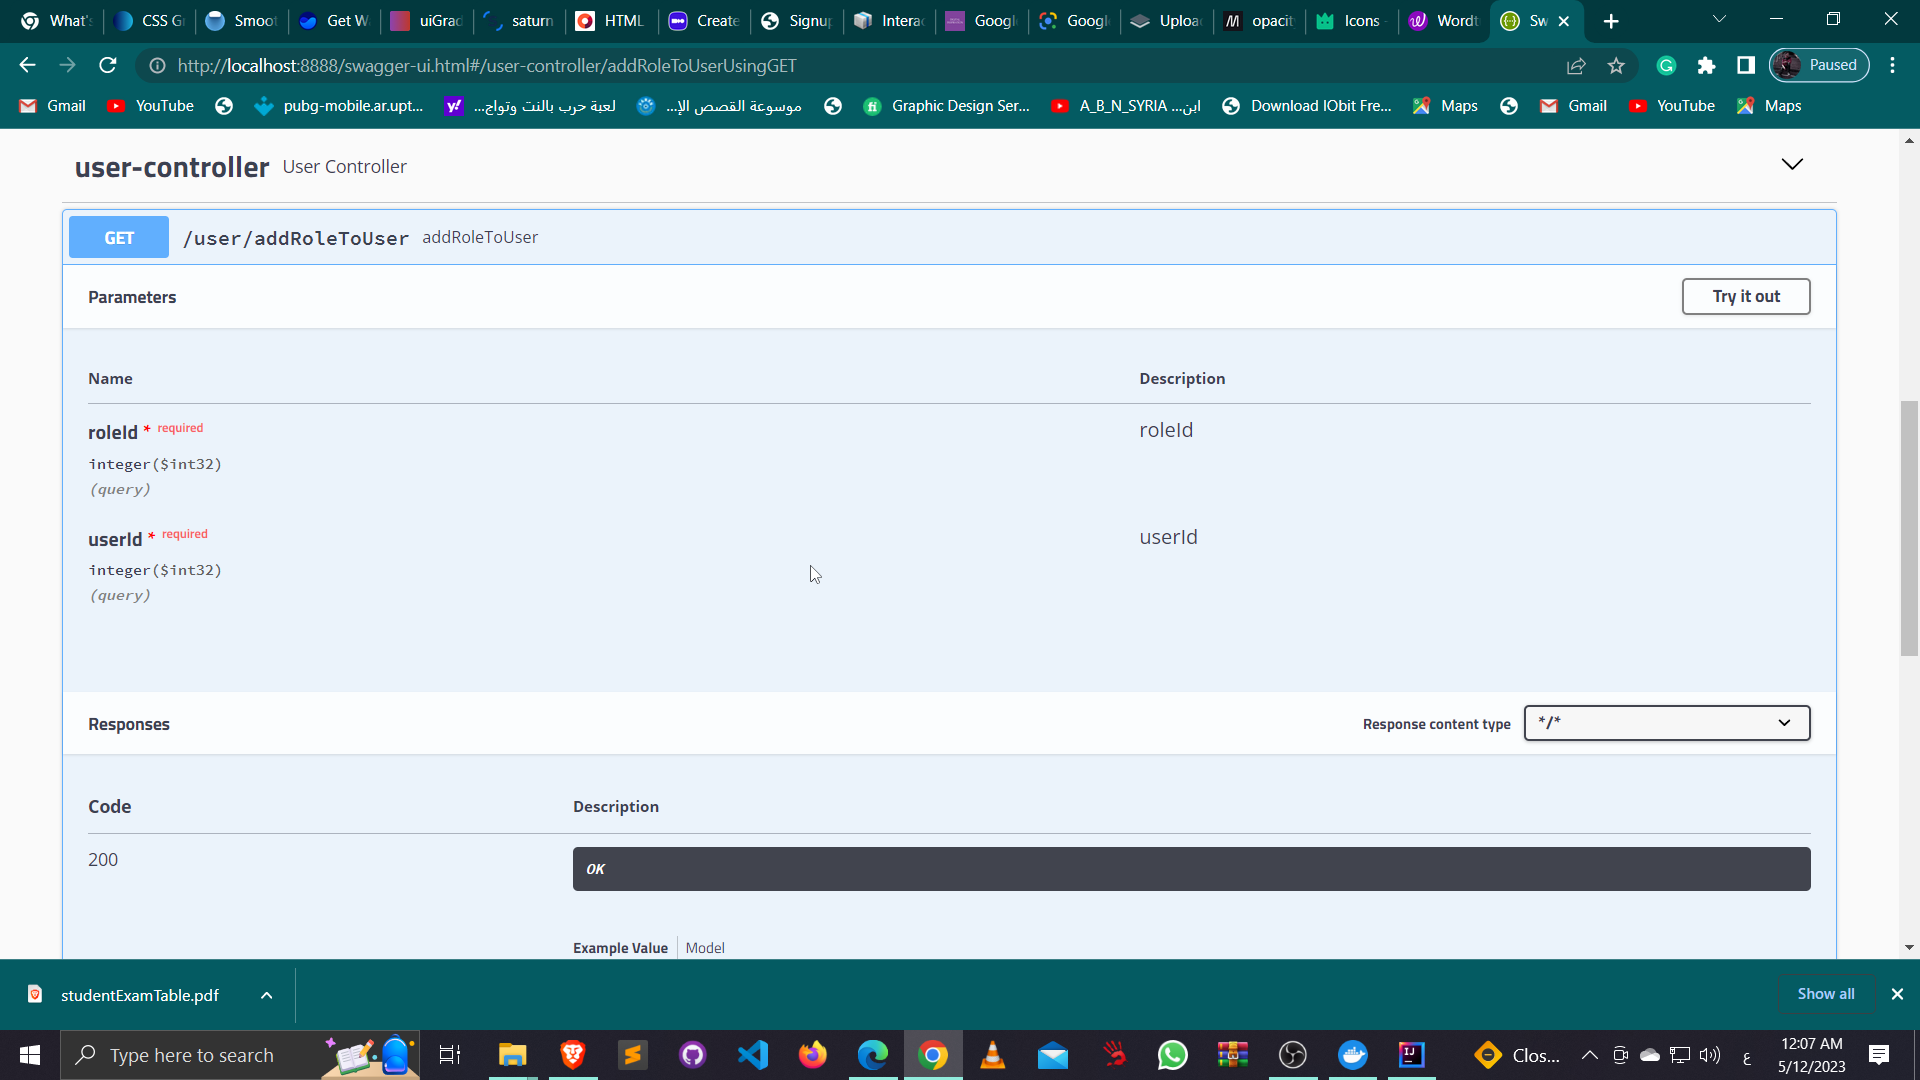 What's
CSS Gr
Smoot
Get W
uiGrad
saturn
HTML
Create
Signup
Interac
Google
Google
Upload
opacit
Icons -
Wordt
Sw
http://localhost:8888/swagger-ui.html#/user-controller/addRoleToUserUsingGET
Paused
Gmail
YouTube
pubg-mobile.ar.upt...
لعبة حرب بالنت وتواج...
موسوعة القصص الإ...
Graphic Design Ser...
A_B_N_SYRIA ...ابن
Download IObit Fre...
Maps
Gmail
YouTube
Maps
user-controller User Controller
GET /user/addRoleToUser addRoleToUser
Parameters
Try it out
Name
Description
roleId * required
roleId
integer($int32)
(query)
userId * required
userId
integer($int32)
(query)
Responses
Response content type
*/*
Code
Description
200
OK
Example Value
Model
studentExamTable.pdf
Show all
Type here to search
Clos...
ع
12:07 AM
5/12/2023